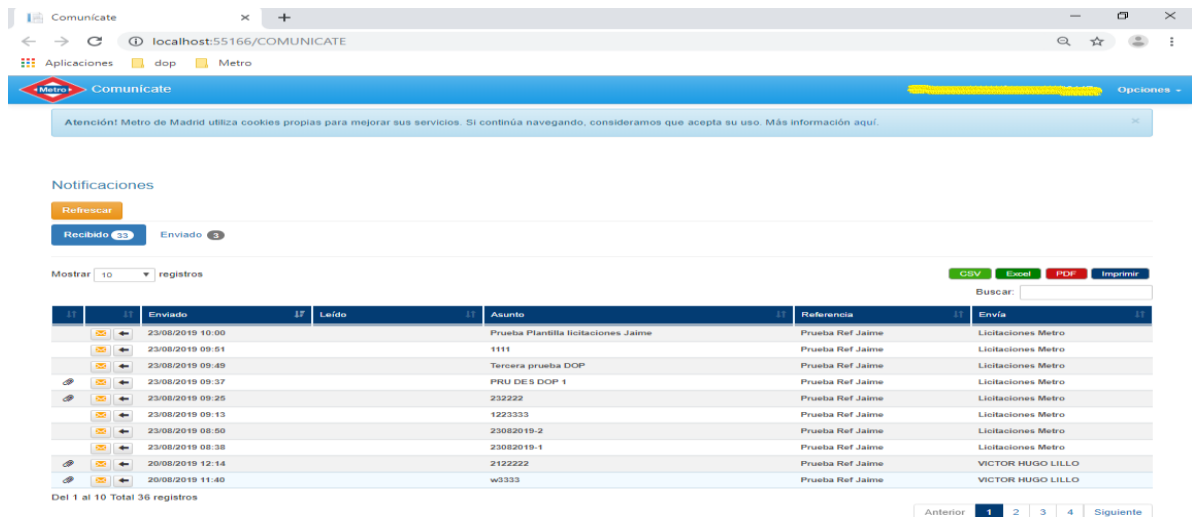 Comunícate
localhost:55166/COMUNICATE
Aplicaciones dop Metro
Metro Comunícate Opciones
Atención! Metro de Madrid utiliza cookies propias para mejorar sus servicios. Si continúa navegando, consideramos que acepta su uso. Más información aquí.
Notificaciones
Refrescar
Recibido 33 Enviado 3
Mostrar 10 registros CSV Excel PDF Imprimir
Buscar:
Enviado Leído Asunto Referencia Envía
23/08/2019 10:00 Prueba Plantilla licitaciones Jaime Prueba Ref Jaime Licitaciones Metro
23/08/2019 09:51 1111 Prueba Ref Jaime Licitaciones Metro
23/08/2019 09:49 Tercera prueba DOP Prueba Ref Jaime Licitaciones Metro
23/08/2019 09:37 PRU DES DOP 1 Prueba Ref Jaime Licitaciones Metro
23/08/2019 09:25 232222 Prueba Ref Jaime Licitaciones Metro
23/08/2019 09:13 1223333 Prueba Ref Jaime Licitaciones Metro
23/08/2019 08:50 23082019-2 Prueba Ref Jaime Licitaciones Metro
23/08/2019 08:38 23082019-1 Prueba Ref Jaime Licitaciones Metro
20/08/2019 12:14 2122222 Prueba Ref Jaime VICTOR HUGO LILLO
20/08/2019 11:40 w3333 Prueba Ref Jaime VICTOR HUGO LILLO
Del 1 al 10 Total 36 registros
Anterior 1 2 3 4 Siguiente